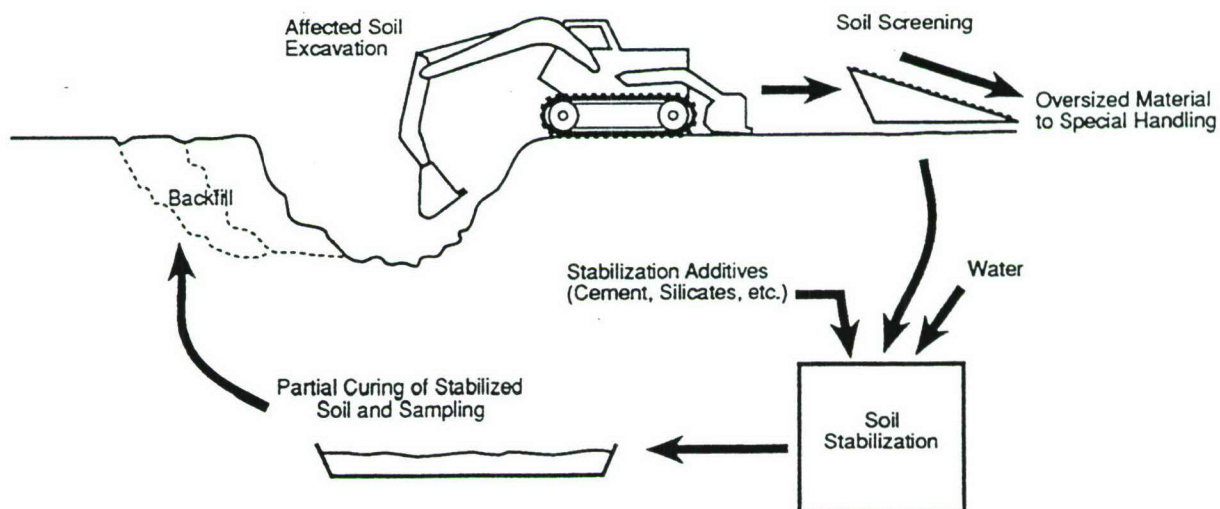 Affected Soil
Excavation
Soil Screening
Oversized Material
to Special Handling
Backfill
Stabilization Additives
(Cement, Silicates, etc.)
Water
Partial Curing of Stabilized
Soil and Sampling
Soil
Stabilization